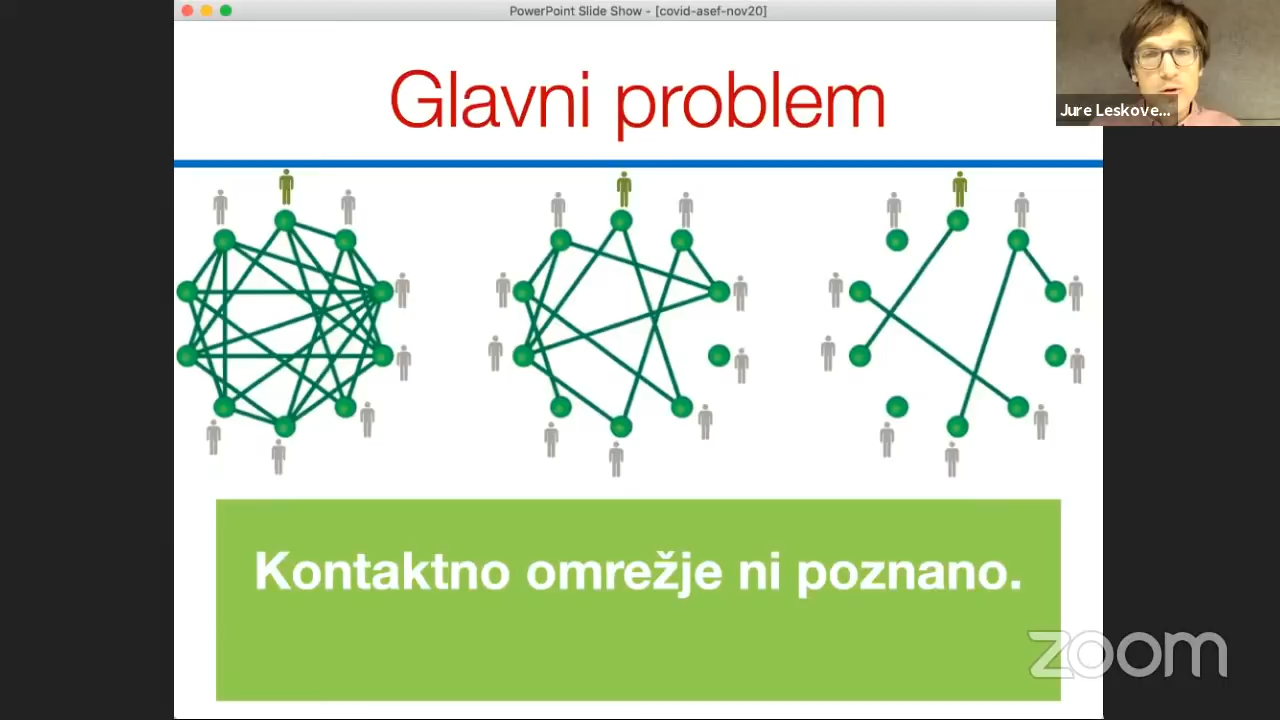 PowerPoint Slide Show - [covid-asef-nov20]
Jure Leskove...
Glavni problem
Kontaktno omrežje ni poznano.
zoom